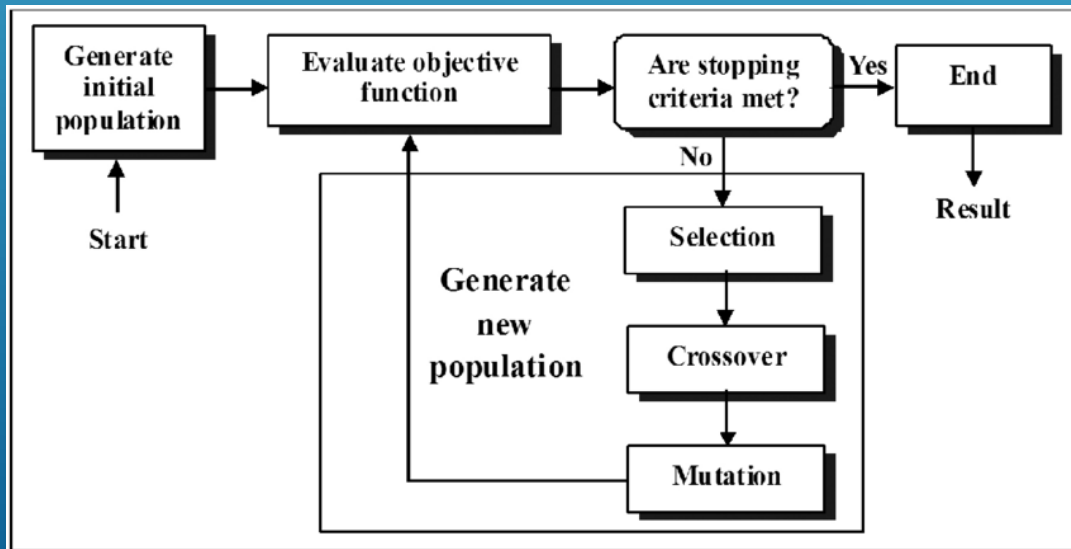 Generate
initial
population
Evaluate objective
function
Are stopping
criteria met?
Yes
End
No
Start
Result
Selection
Generate
new
population
Crossover
Mutation